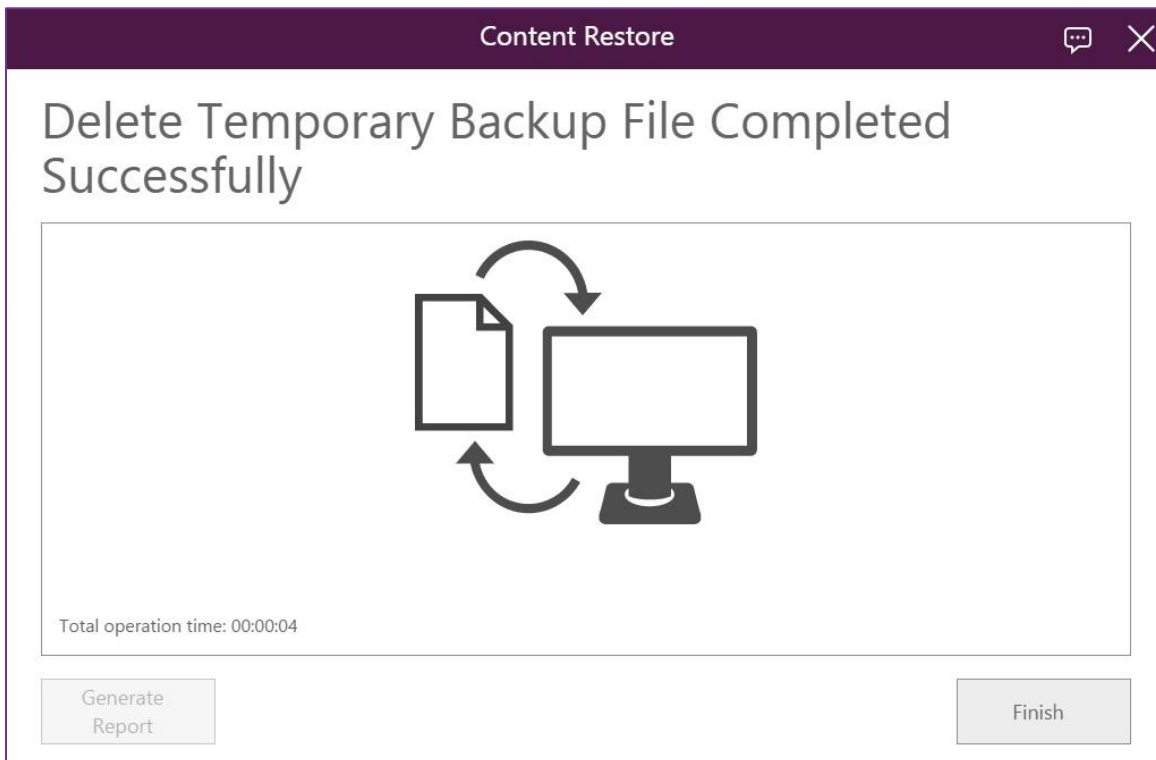 Content Restore
Delete Temporary Backup File Completed
Successfully
Total operation time: 00:00:04
Generate
Report
Finish